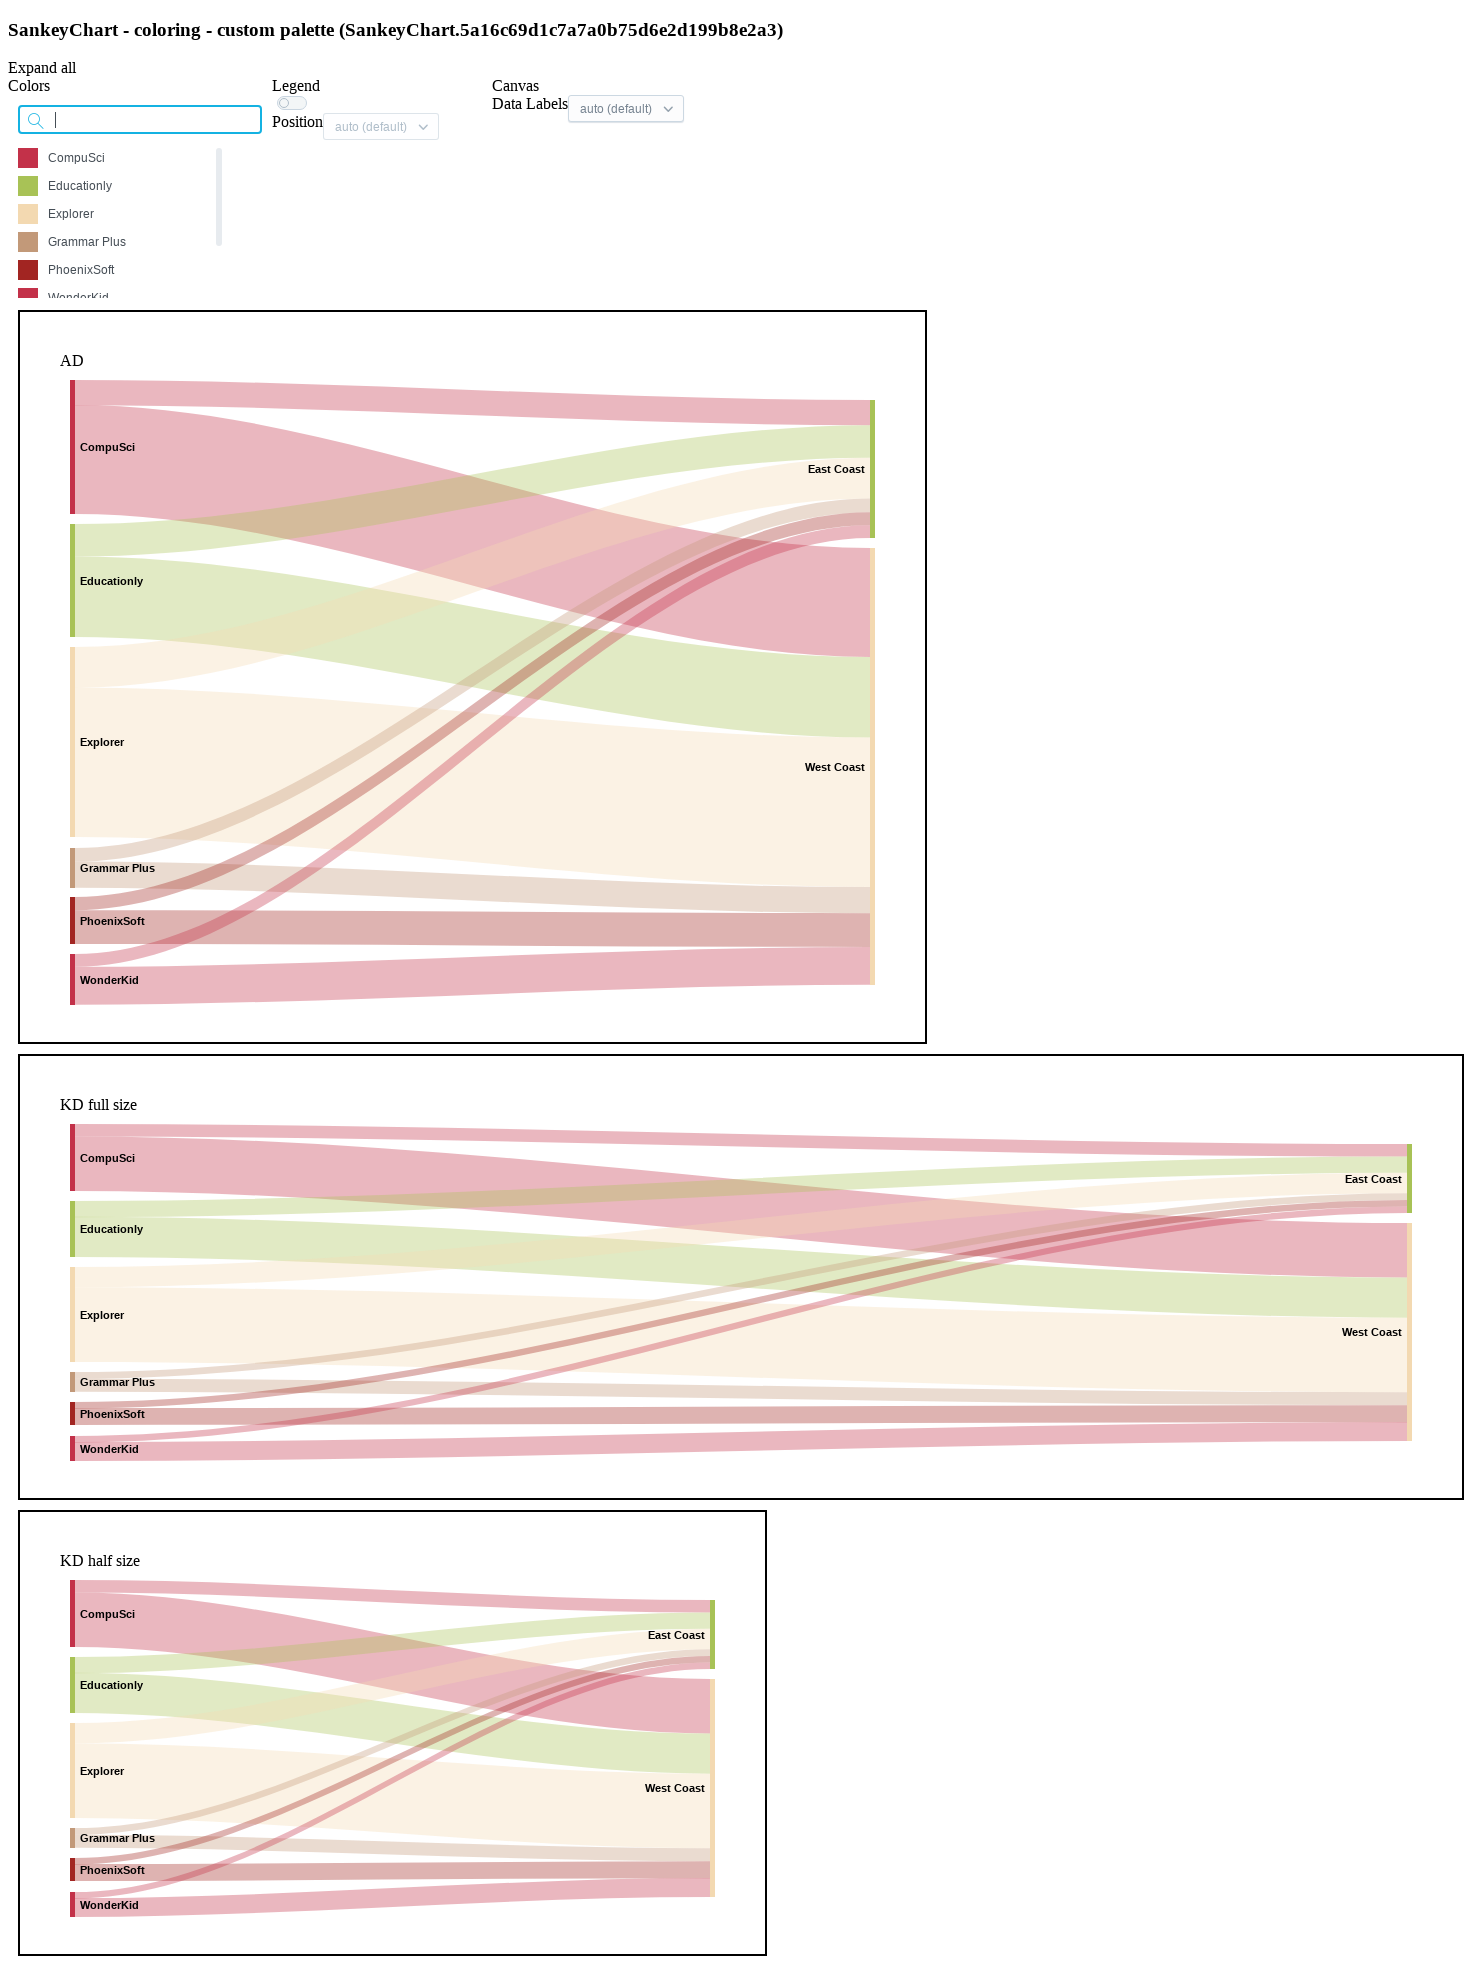 SankeyChart - coloring - custom palette (SankeyChart.5a16c69d1c7a7a0b75d6e2d199b8e2a3)
Expand all
Colors
Legend
Canvas
Data Labels auto (default)
Position auto (default)
CompuSci
Educationly
Explorer
Grammar Plus
PhoenixSoft
WonderKid
AD
CompuSci
East Coast
Educationly
Explorer
West Coast
Grammar Plus
PhoenixSoft
WonderKid
KD full size
CompuSci
East Coast
Educationly
Explorer
West Coast
Grammar Plus
PhoenixSoft
WonderKid
KD half size
CompuSci
East Coast
Educationly
Explorer
West Coast
Grammar Plus
PhoenixSoft
WonderKid